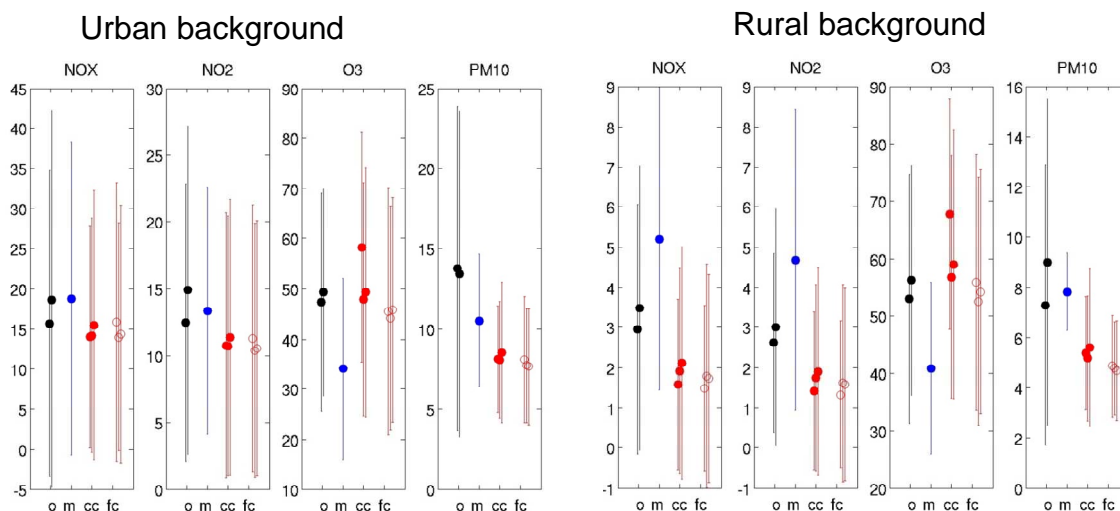 Urban background
Rural background
NOX NO2 O3 PM10
NOX NO2 O3 PM10
45 40 35 30 25 20 15 10 5 0 -5
30 25 20 15 10 5 0
90 80 70 60 50 40 30 20 10
25 20 15 10 5 0
9 8 7 6 5 4 3 2 1 0 -1
9 8 7 6 5 4 3 2 1 0 -1
90 80 70 60 50 40 30 20
16 14 12 10 8 6 4 2 0
o m cc fc
o m cc fc
o m cc fc
o m cc fc
o m cc fc
o m cc fc
o m cc fc
o m cc fc